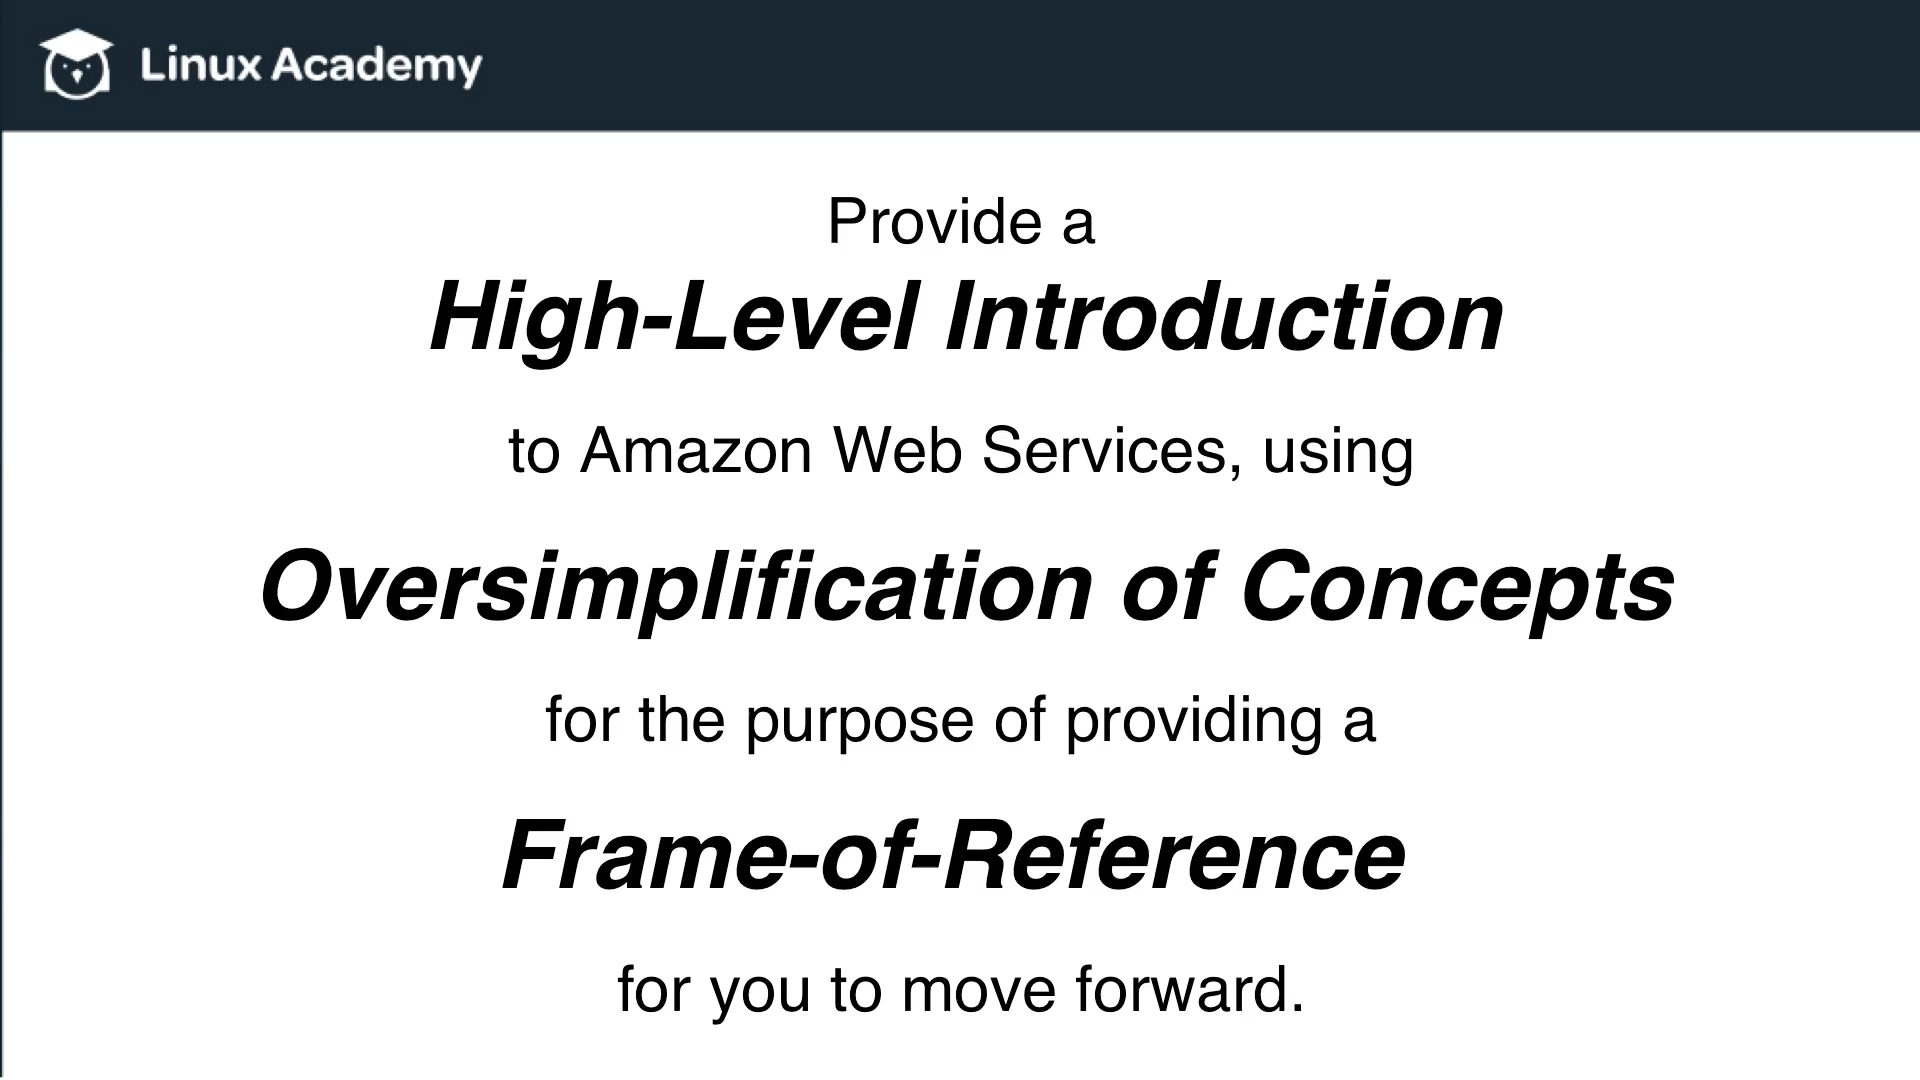 Linux Academy
Provide a
High-Level Introduction
to Amazon Web Services, using
Oversimplification of Concepts
for the purpose of providing a
Frame-of-Reference
for you to move forward.